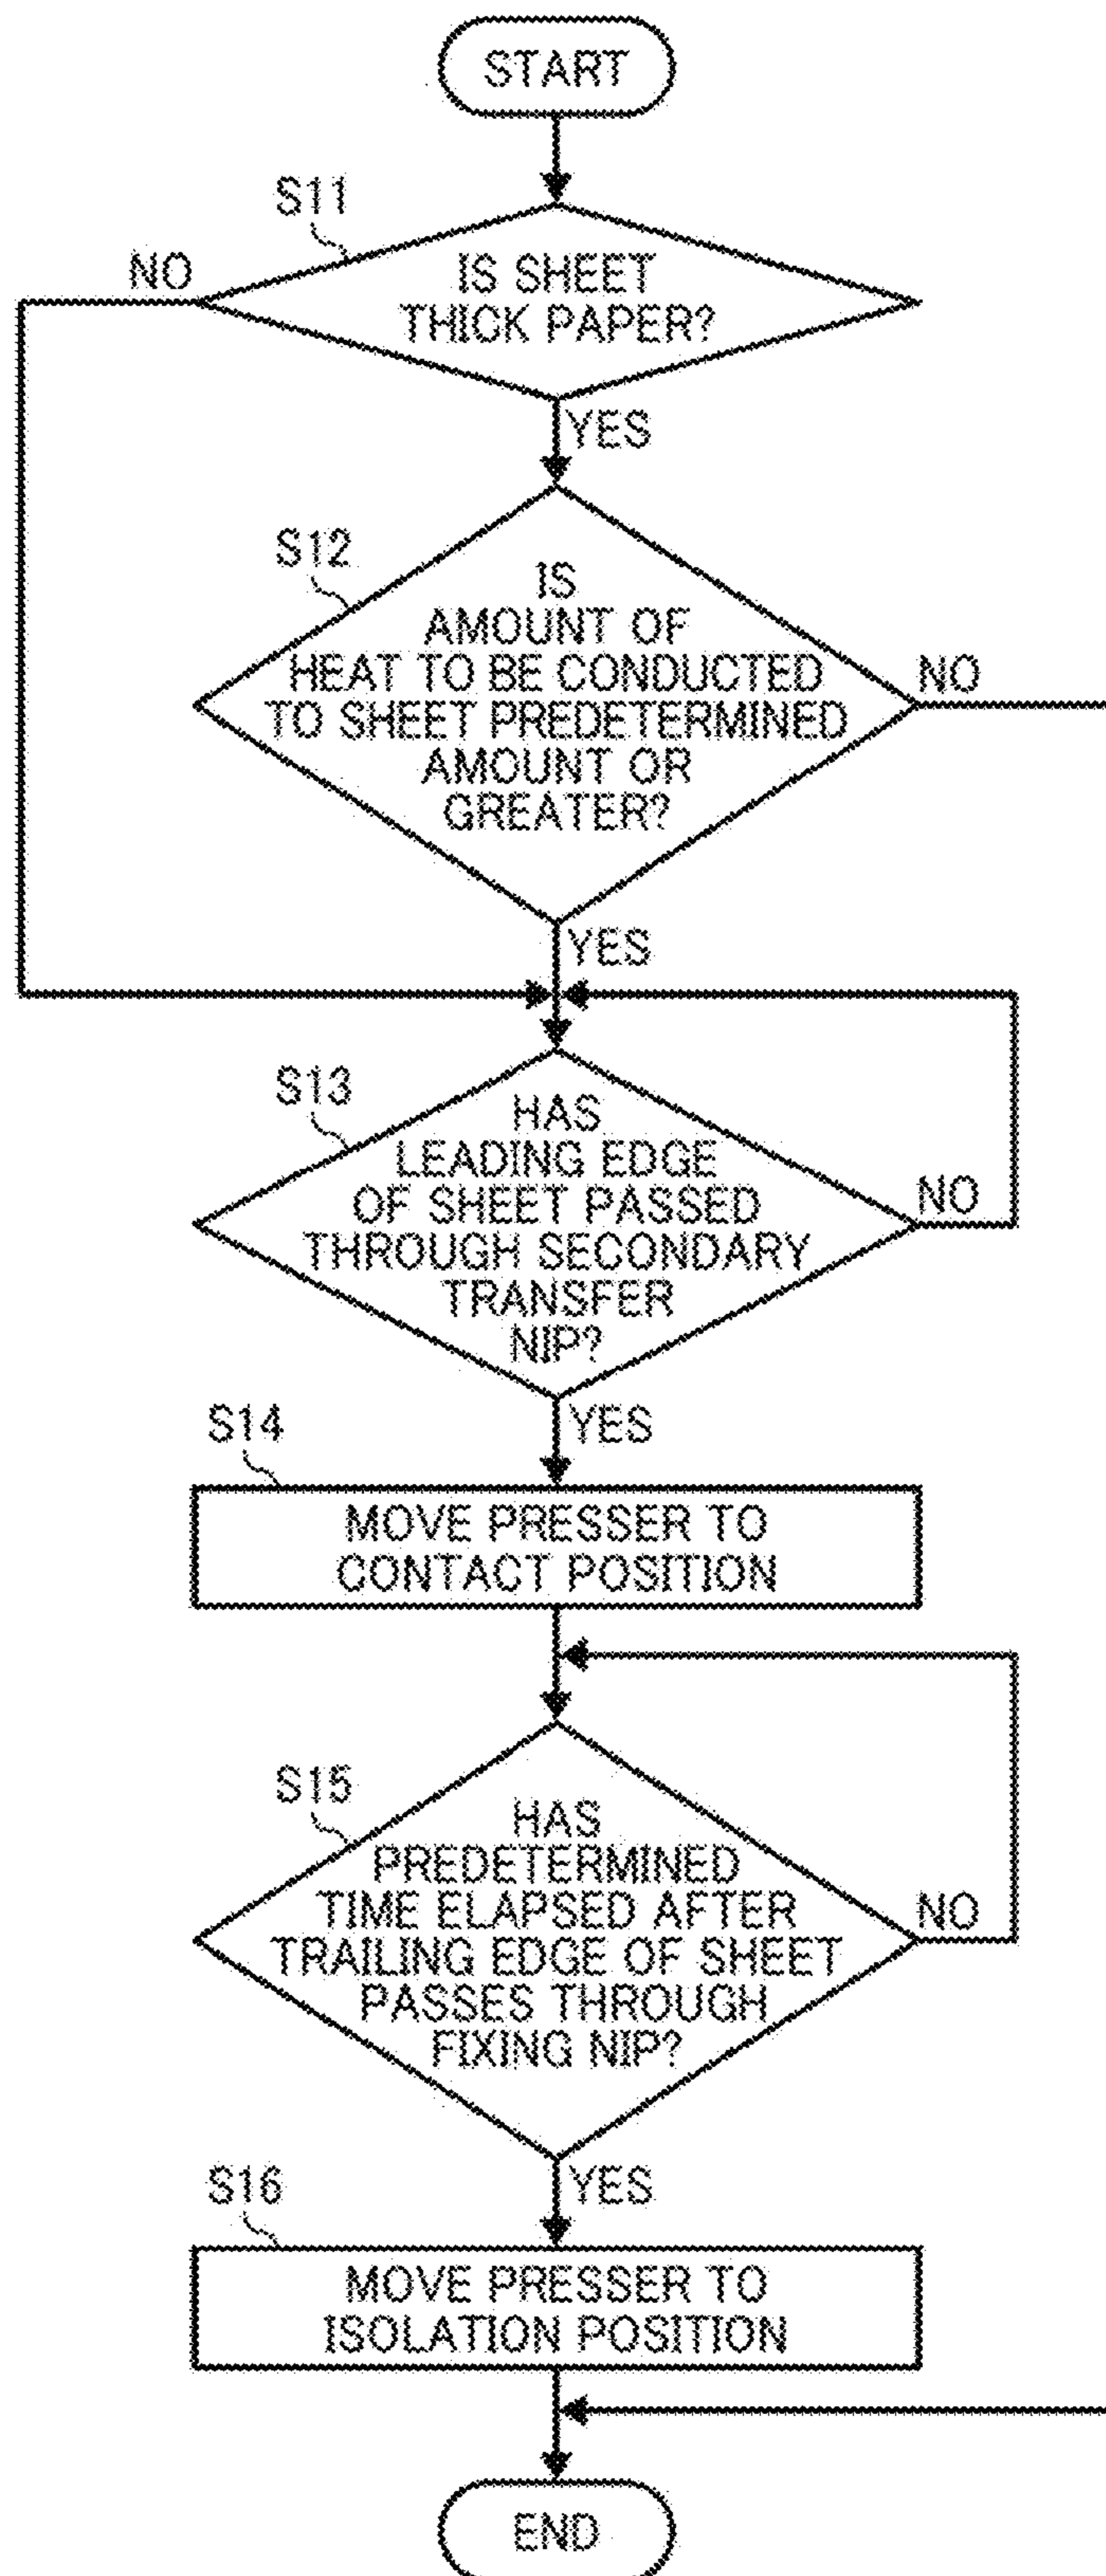 START
S11
NO
IS SHEET
THICK PAPER?
YES
S12
IS
AMOUNT OF
HEAT TO BE CONDUCTED
TO SHEET PREDETERMINED
AMOUNT OR
GREATER?
NO
YES
S13
HAS
LEADING EDGE
OF SHEET PASSED
THROUGH SECONDARY
TRANSFER
NIP?
NO
YES
S14
MOVE PRESSER TO
CONTACT POSITION
S15
HAS
PREDETERMINED
TIME ELAPSED AFTER
TRAILING EDGE OF SHEET
PASSES THROUGH
FIXING NIP?
NO
YES
S16
MOVE PRESSER TO
ISOLATION POSITION
END